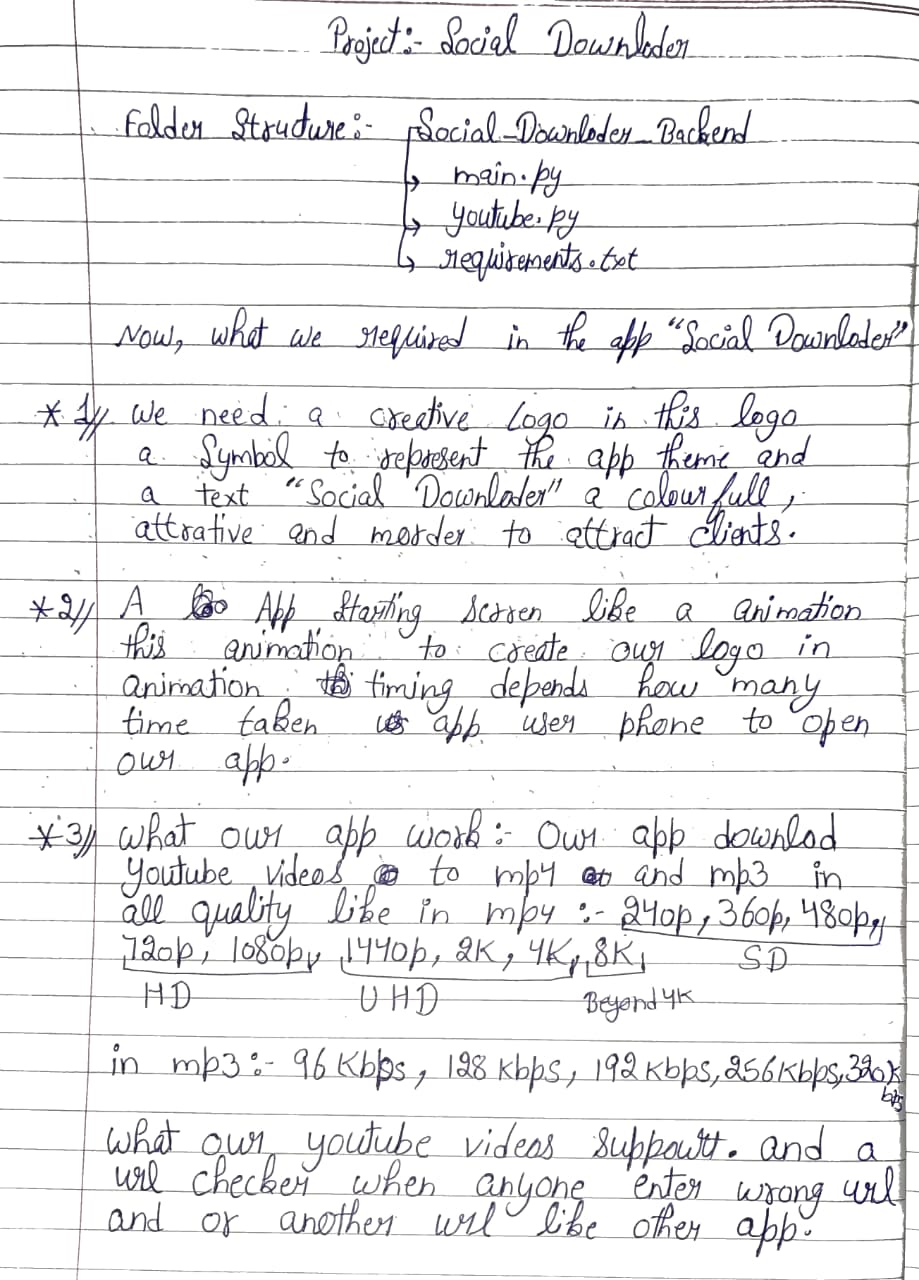 Project:- Social Downloder
Folder Structure:- Social_Downloder_Backend
main.py
youtube.py
requirements.txt
Now, what we required in the app "Social Downloder"
* 1// We need a creative Logo in this logo
a Symbol to represent the app theme and
a text "Social Downloder" a colourfull,
attrative and morder to attract clients.
* 2// A App Starting Screen like a animation
this animation to create our logo in
animation timing depends how many
time taken app user phone to open
our app.
* 3// What our app work:- Our app downlod
Youtube videos to mp4 and mp3 in
all quality like in mp4 :- 240p, 360p, 480p,
720p, 1080p, 1440p, 2K, 4K, 8K, SD
HD UHD Beyond 4K
in mp3:- 96 Kbps, 128 kbps, 192 kbps, 256 Kbps, 320K
bps
What our youtube videos suppourt. and a
url checker when anyone enter wrong url
and or another url like other app.